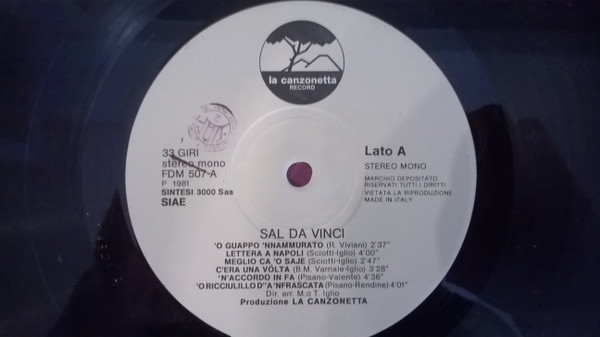 la canzonetta
RECORD
33 GIRI
stereo mono
FDM 507-A
P 1981
SINTESI 3000 Sas
SIAE
Lato A
STEREO MONO
MARCHIO DEPOSITATO
RISERVATI TUTTI I DIRITTI
VIETATA LA RIPRODUZIONE
MADE IN ITALY
SAL DA VINCI
'O GUAPPO 'NNAMMURATO (R. Viviani) 2'37"
LETTERA A NAPOLI (Sciotti-Iglio) 4'00"
MEGLIO CA 'O SAJE (Sciotti-Iglio) 2'47"
C'ERA UNA VOLTA (B.M. Varriale-Iglio) 3'28"
'N'ACCORDO IN FA (Pisano-Valente) 4'36"
'O RICCIULILLO D''A 'NFRASCATA (Pisano-Rendine) 4'01"
Dir. arr. M.o T. Iglio
Produzione LA CANZONETTA